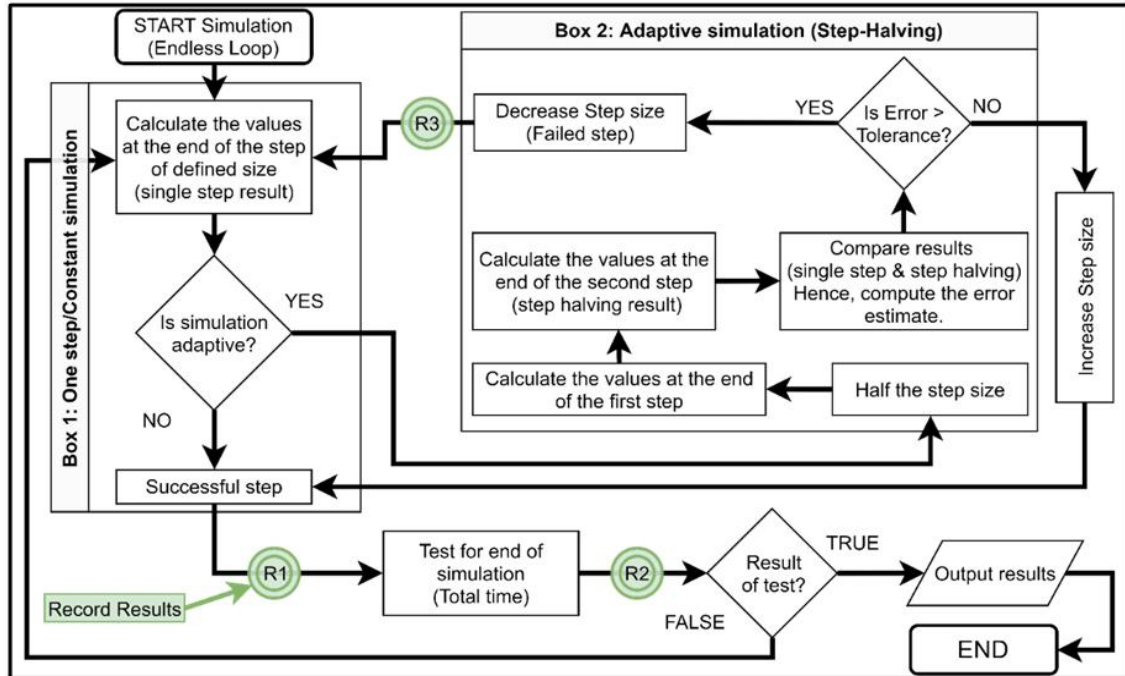 START Simulation
(Endless Loop)
Box 1: One step/Constant simulation
Calculate the values
at the end of the step
of defined size
(single step result)
Is simulation
adaptive?
YES
NO
Successful step
Box 2: Adaptive simulation (Step-Halving)
R3
Decrease Step size
(Failed step)
YES
Is Error >
Tolerance?
NO
Calculate the values at the
end of the second step
(step halving result)
Compare results
(single step & step halving)
Hence, compute the error
estimate.
Calculate the values at the end
of the first step
Half the step size
Increase Step size
Record Results
R1
Test for end of
simulation
(Total time)
R2
Result
of test?
TRUE
FALSE
Output results
END